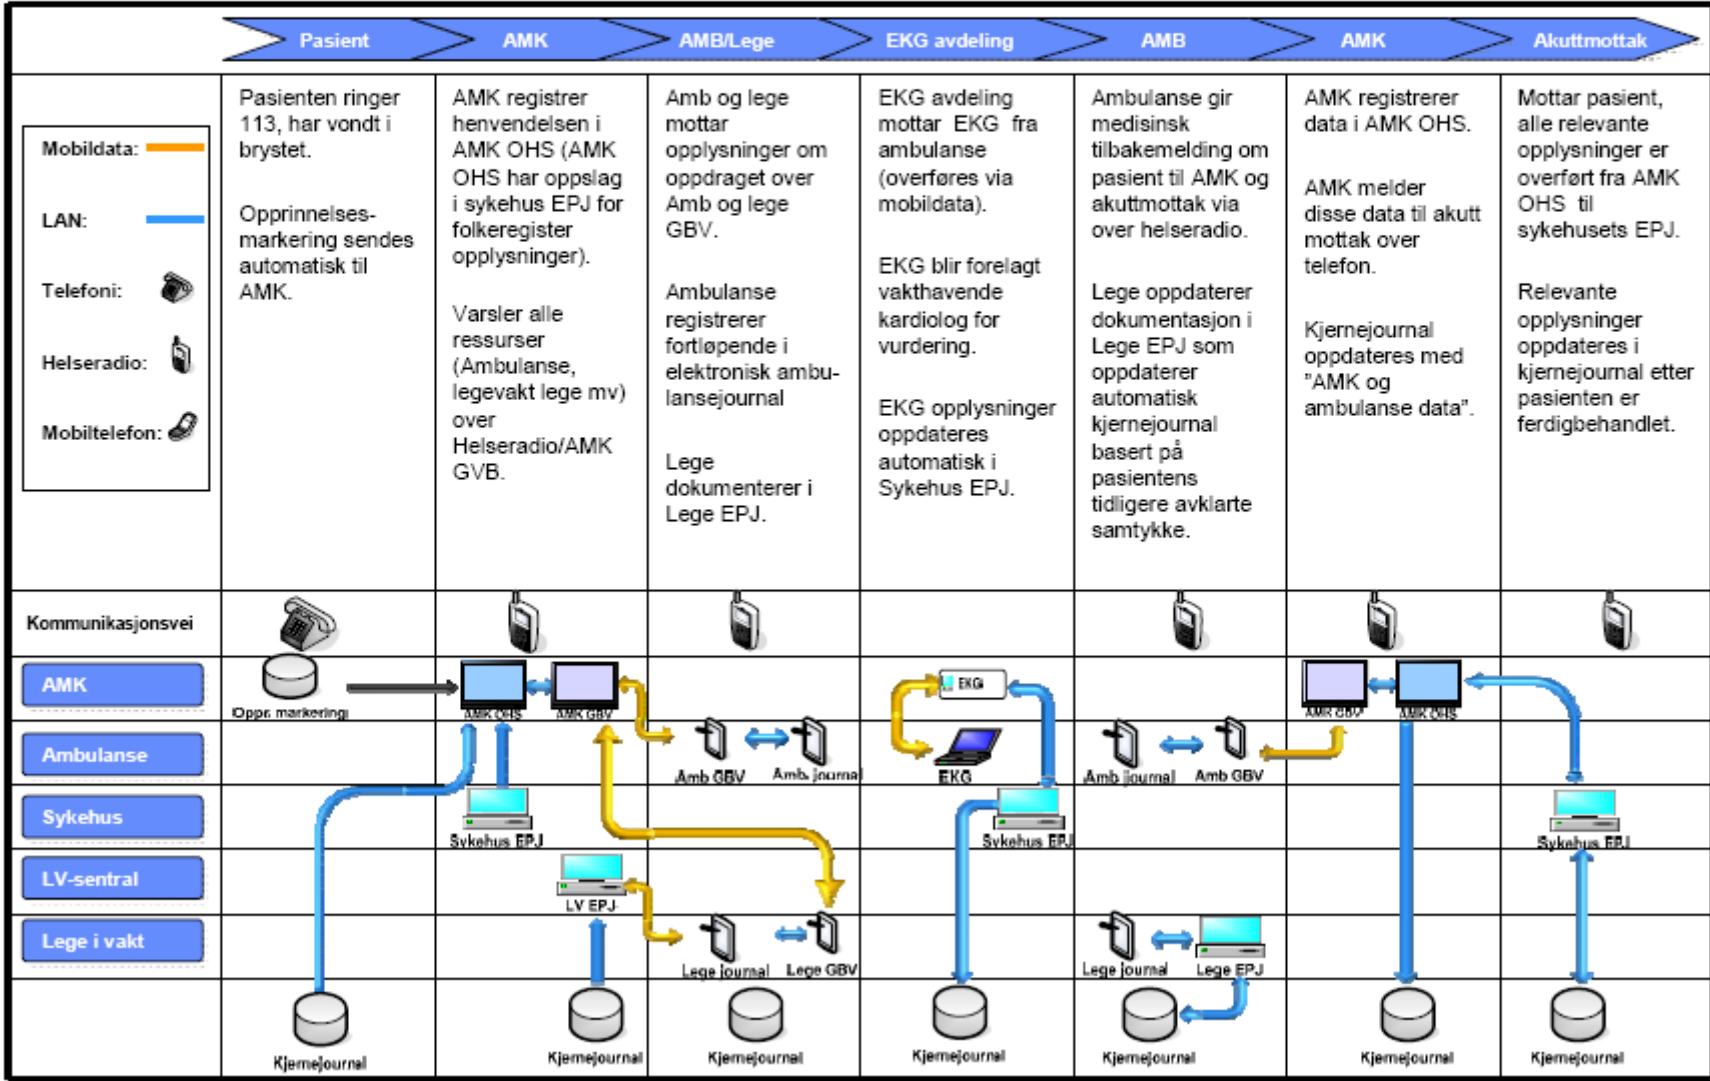 Pasient
AMK
AMB/Lege
EKG avdeling
AMB
AMK
Akuttmottak
Mobildata:
LAN:
Telefoni:
Helseradio:
Mobiltelefon:
Pasienten ringer
113, har vondt i
brystet.
Opprinnelses-
markering sendes
automatisk til
AMK.
AMK registrer
henvendelsen i
AMK OHS (AMK
OHS har oppslag
i sykehus EPJ for
folkeregister
opplysninger).
Varsler alle
ressurser
(Ambulanse,
legevakt lege mv)
over
Helseradio/AMK
GVB.
Amb og lege
mottar
opplysninger om
oppdraget over
Amb og lege
GBV.
Ambulanse
registrerer
fortløpende i
elektronisk ambu-
lansejournal
Lege
dokumenterer i
Lege EPJ.
EKG avdeling
mottar EKG fra
ambulanse
(overføres via
mobildata).
EKG blir forelagt
vakthavende
kardiolog for
vurdering.
EKG opplysninger
oppdateres
automatisk i
Sykehus EPJ.
Ambulanse gir
medisinsk
tilbakemelding om
pasient til AMK og
akuttmottak via
over helseradio.
Lege oppdaterer
dokumentasjon i
Lege EPJ som
oppdaterer
automatisk
kjernejournal
basert på
pasientens
tidligere avklarte
samtykke.
AMK registrerer
data i AMK OHS.
AMK melder
disse data til akutt
mottak over
telefon.
Kjernejournal
oppdateres med
"AMK og
ambulanse data".
Mottar pasient,
alle relevante
opplysninger er
overført fra AMK
OHS til
sykehusets EPJ.
Relevante
opplysninger
oppdateres i
kjernejournal etter
pasienten er
ferdigbehandlet.
Kommunikasjonsvei
AMK
Oppr. markering
AMK OHS
AMK GBV
EKG
AMK GBV
AMK OHS
Ambulanse
Amb GBV
Amb. journal
EKG
Amb journal
Amb GBV
Sykehus
Sykehus EPJ
Sykehus EPJ
Sykehus EPJ
LV-sentral
LV EPJ
Lege i vakt
Lege journal
Lege GBV
Lege journal
Lege EPJ
Kjernejournal
Kjernejournal
Kjernejournal
Kjernejournal
Kjernejournal
Kjernejournal
Kjernejournal